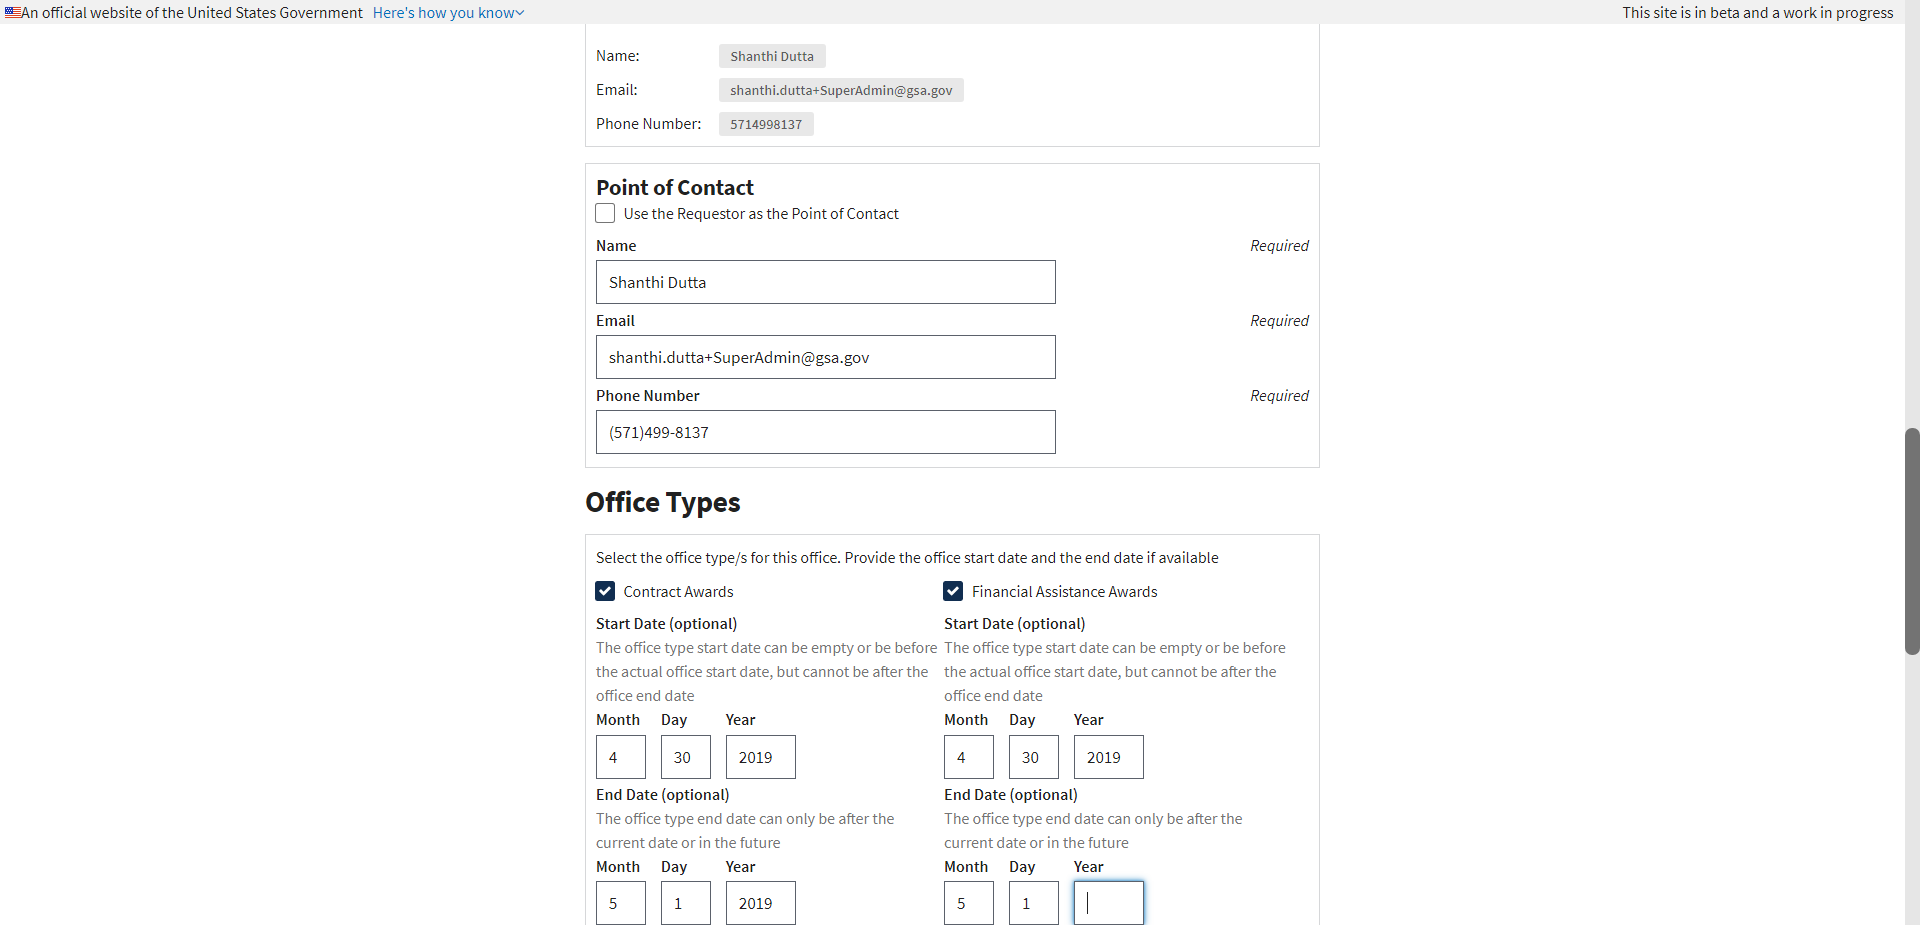 An official website of the United States Government Here's how you know
This site is in beta and a work in progress
Name: Shanthi Dutta
Email: shanthi.dutta+SuperAdmin@gsa.gov
Phone Number: 5714998137
Point of Contact
Use the Requestor as the Point of Contact
Name Required
Shanthi Dutta
Email Required
shanthi.dutta+SuperAdmin@gsa.gov
Phone Number Required
(571)499-8137
Office Types
Select the office type/s for this office. Provide the office start date and the end date if available
Contract Awards
Start Date (optional)
The office type start date can be empty or be before
the actual office start date, but cannot be after the
office end date
Month Day Year
4 30 2019
End Date (optional)
The office type end date can only be after the
current date or in the future
Month Day Year
5 1 2019
Financial Assistance Awards
Start Date (optional)
The office type start date can be empty or be before
the actual office start date, but cannot be after the
office end date
Month Day Year
4 30 2019
End Date (optional)
The office type end date can only be after the
current date or in the future
Month Day Year
5 1